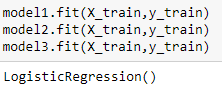 model1.fit(X_train,y_train)
model2.fit(X_train,y_train)
model3.fit(X_train,y_train)
LogisticRegression()